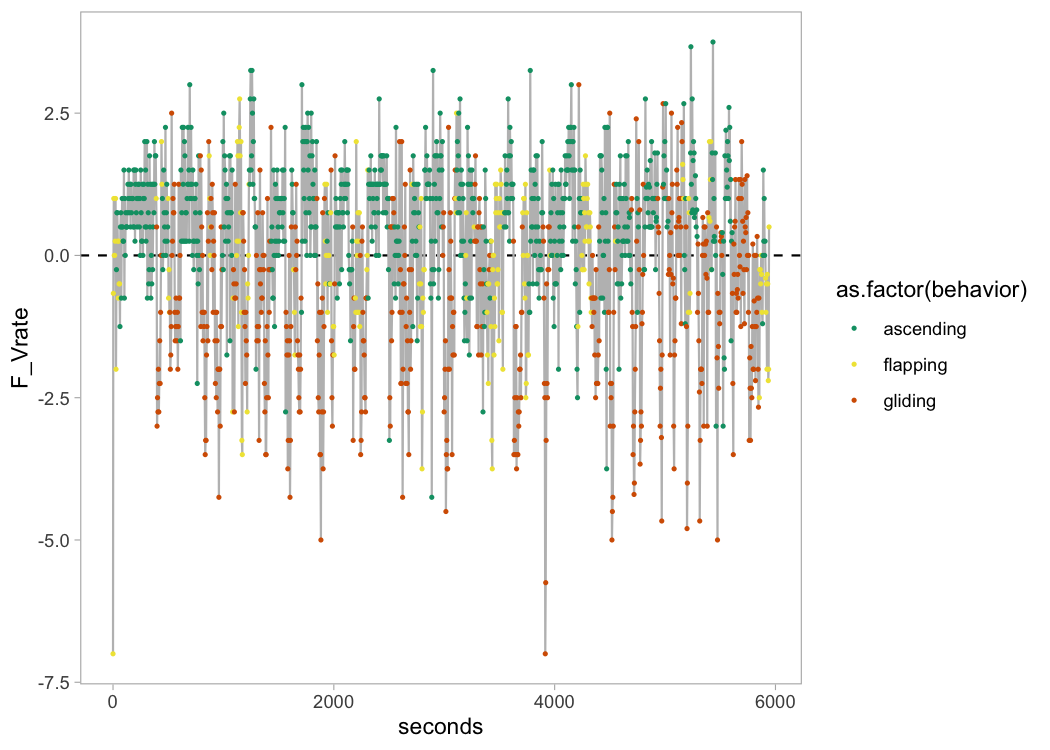 2.5
0.0
-2.5
-5.0
-7.5
F_Vrate
0
2000
4000
6000
seconds
as.factor(behavior)
ascending
flapping
gliding